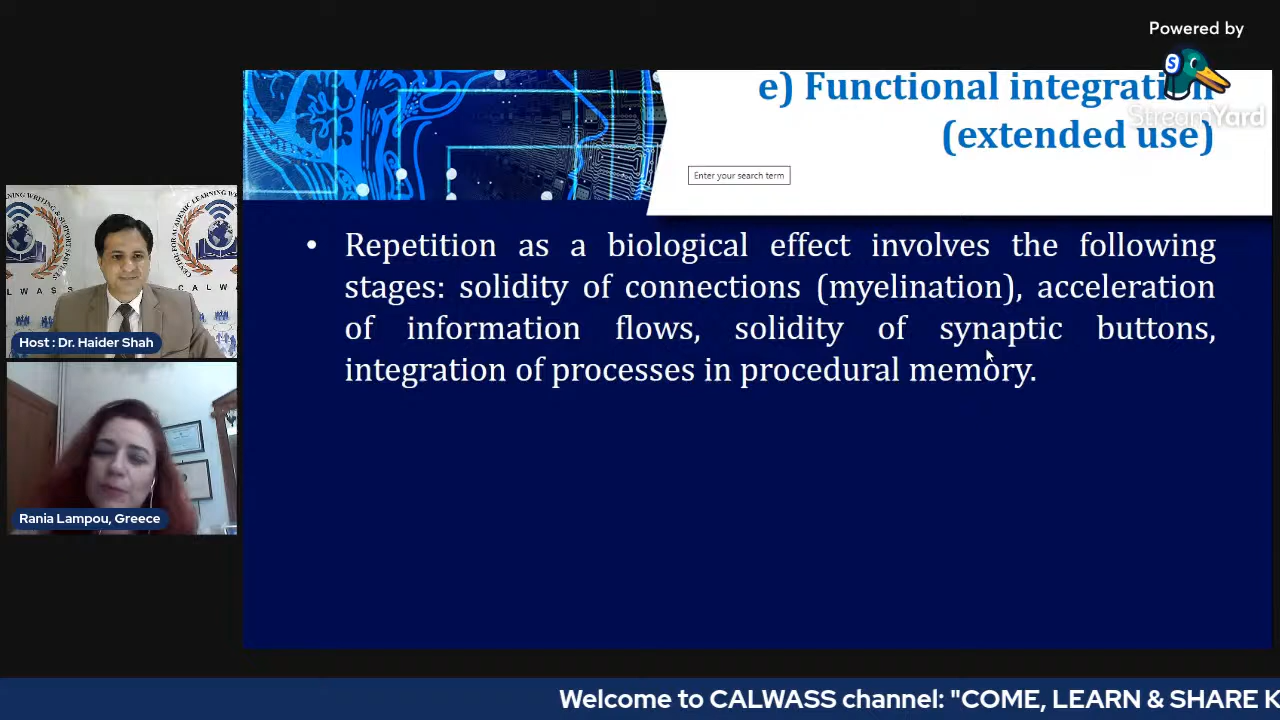 Powered by
StreamYard
e) Functional integration
(extended use)
Enter your search term
• Repetition as a biological effect involves the following
stages: solidity of connections (myelination), acceleration
of information flows, solidity of synaptic buttons,
integration of processes in procedural memory.
CALWASS
Host : Dr. Haider Shah
Rania Lampou, Greece
Welcome to CALWASS channel: "COME, LEARN & SHARE K